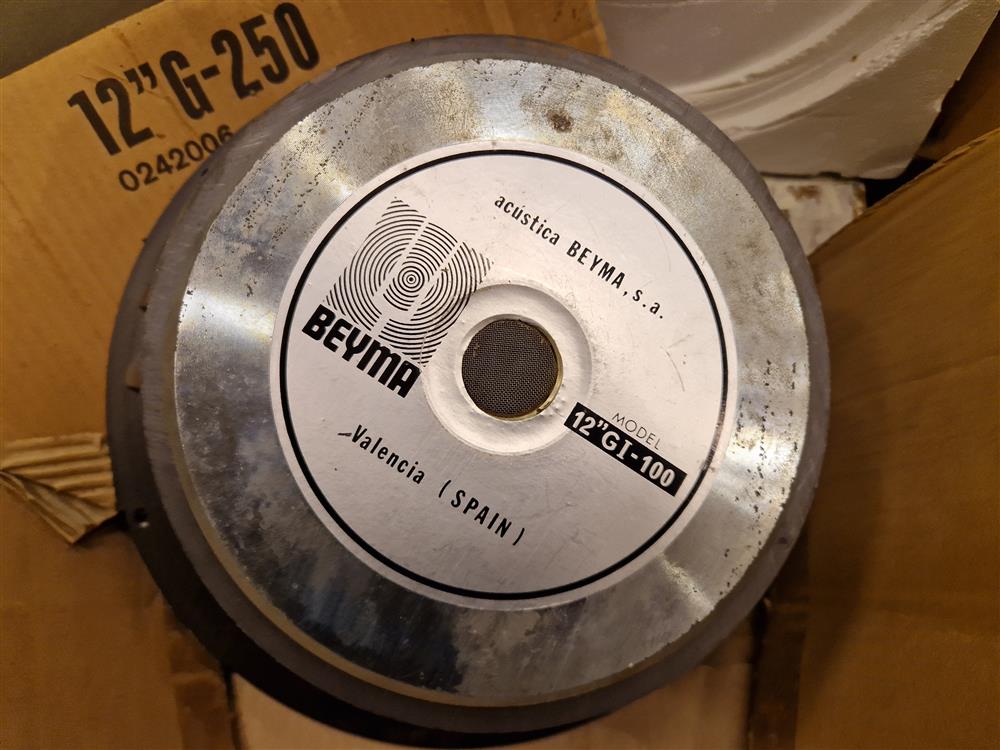 12"G-250
0242006
acústica BEYMA, s.a.
BEYMA
MODEL
12"GI-100
Valencia (SPAIN)